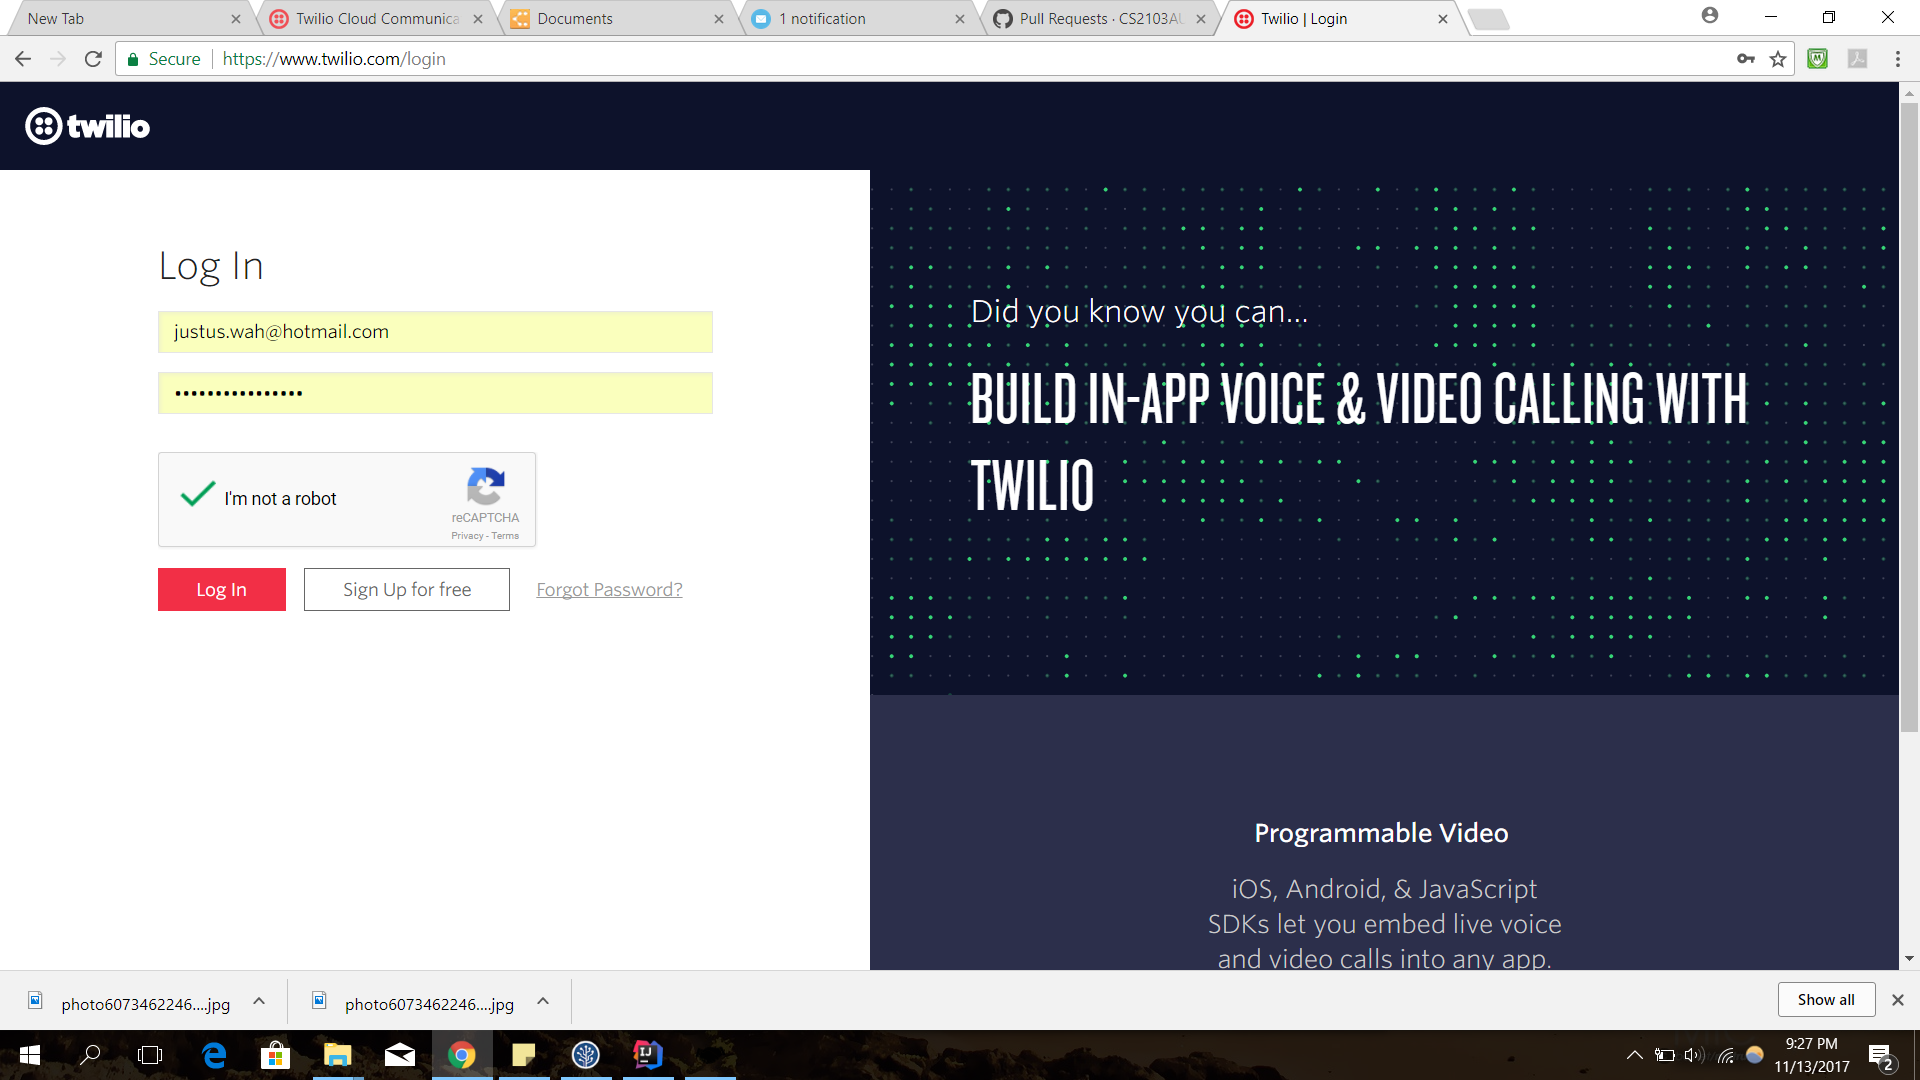 New Tab
Twilio Cloud Communica
Documents
1 notification
Pull Requests · CS2103AU
Twilio | Login
Secure
https://www.twilio.com/login
twilio
Log In
justus.wah@hotmail.com
••••••••••••••••
I'm not a robot
reCAPTCHA
Privacy - Terms
Log In
Sign Up for free
Forgot Password?
Did you know you can...
BUILD IN-APP VOICE & VIDEO CALLING WITH
TWILIO
Programmable Video
iOS, Android, & JavaScript
SDKs let you embed live voice
and video calls into any app.
photo6073462246....jpg
photo6073462246....jpg
Show all
9:27 PM
11/13/2017
2